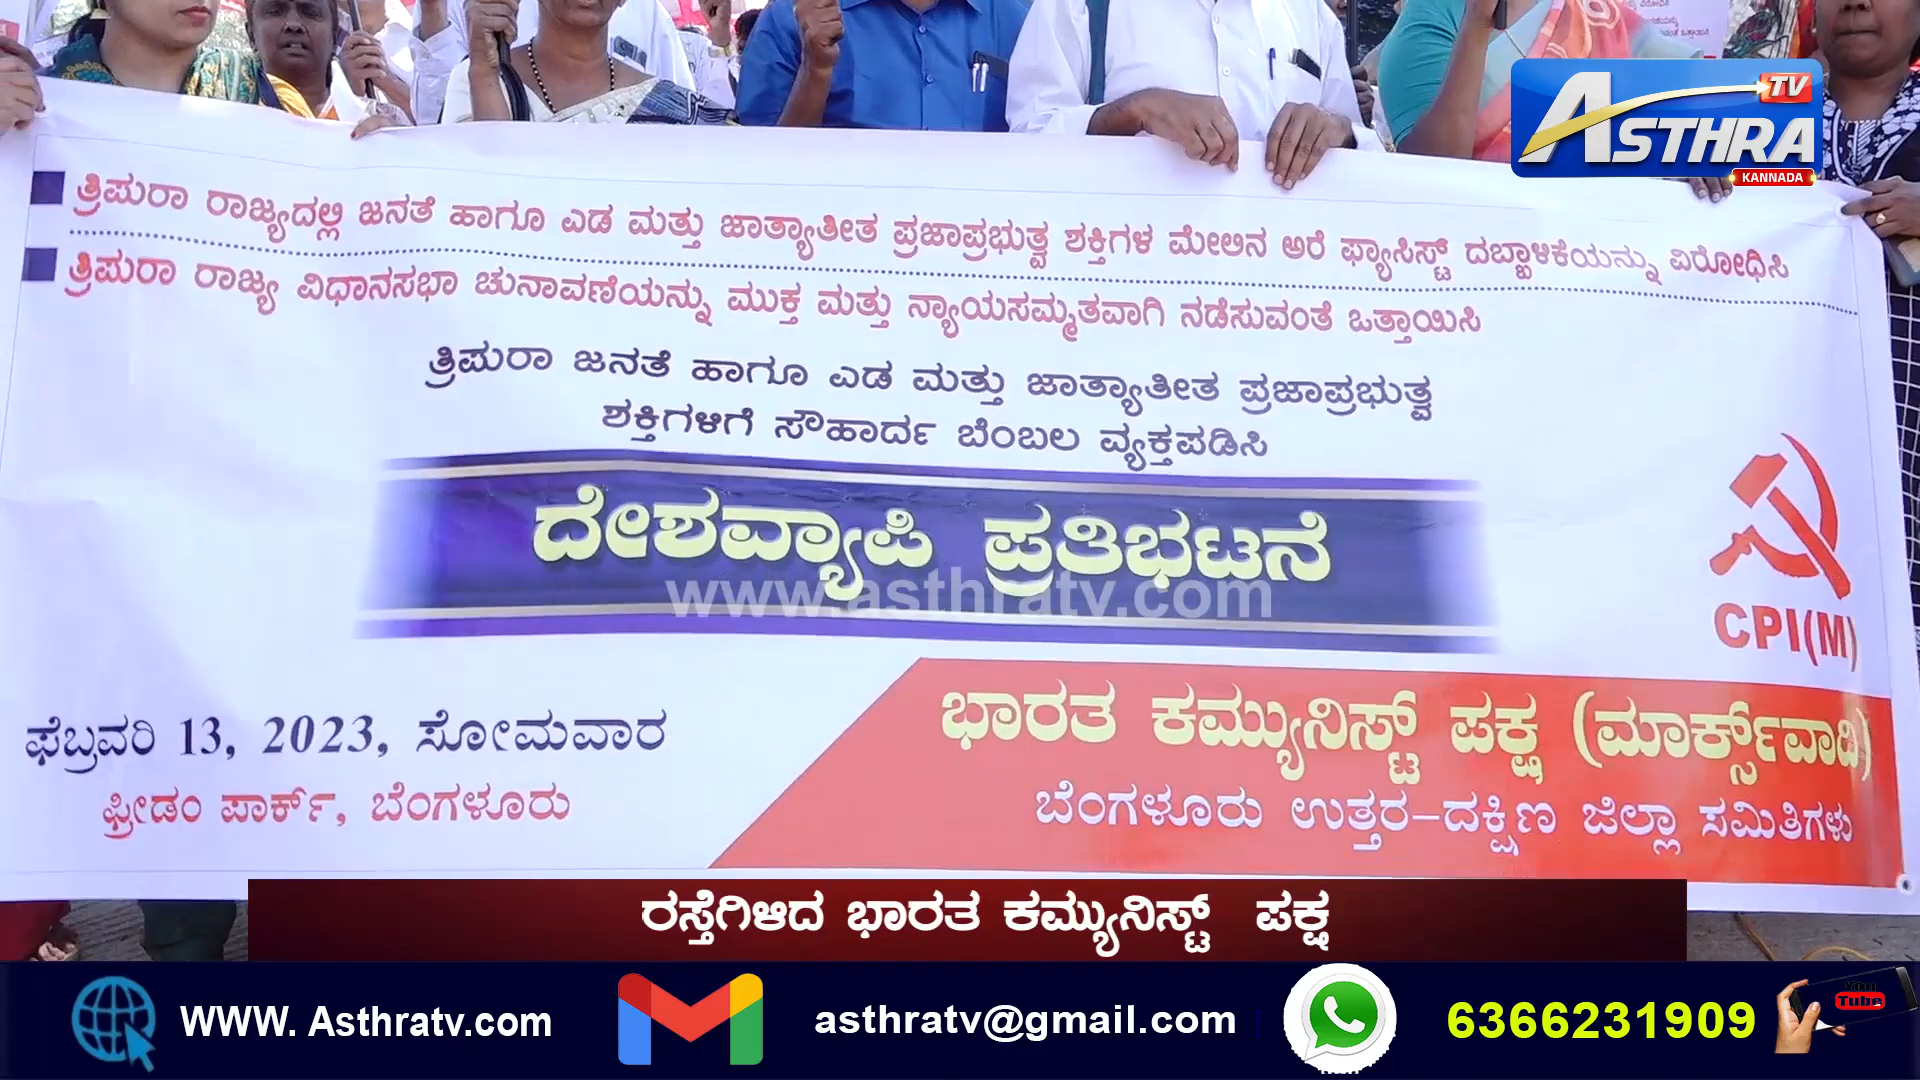 ASTHRA TV
KANNADA
ತ್ರಿಪುರಾ ರಾಜ್ಯದಲ್ಲಿ ಜನತೆ ಹಾಗೂ ಎಡ ಮತ್ತು ಜಾತ್ಯಾತೀತ ಪ್ರಜಾಪ್ರಭುತ್ವ ಶಕ್ತಿಗಳ ಮೇಲಿನ ಅರೆ ಫ್ಯಾಸಿಸ್ಟ್ ದಬ್ಬಾಳಿಕೆಯನ್ನು ವಿರೋಧಿಸಿ
ತ್ರಿಪುರಾ ರಾಜ್ಯ ವಿಧಾನಸಭಾ ಚುನಾವಣೆಯನ್ನು ಮುಕ್ತ ಮತ್ತು ನ್ಯಾಯಸಮ್ಮತವಾಗಿ ನಡೆಸುವಂತೆ ಒತ್ತಾಯಿಸಿ
ತ್ರಿಪುರಾ ಜನತೆ ಹಾಗೂ ಎಡ ಮತ್ತು ಜಾತ್ಯಾತೀತ ಪ್ರಜಾಪ್ರಭುತ್ವ
ಶಕ್ತಿಗಳಿಗೆ ಸೌಹಾರ್ದ ಬೆಂಬಲ ವ್ಯಕ್ತಪಡಿಸಿ
ದೇಶವ್ಯಾಪಿ ಪ್ರತಿಭಟನೆ
www.asthratv.com
CPI(M)
ಫೆಬ್ರವರಿ 13, 2023, ಸೋಮವಾರ
ಫ್ರೀಡಂ ಪಾರ್ಕ್, ಬೆಂಗಳೂರು
ಭಾರತ ಕಮ್ಯುನಿಸ್ಟ್ ಪಕ್ಷ (ಮಾರ್ಕ್ಸ್‌ವಾದಿ)
ಬೆಂಗಳೂರು ಉತ್ತರ-ದಕ್ಷಿಣ ಜಿಲ್ಲಾ ಸಮಿತಿಗಳು
ರಸ್ತೆಗಿಳಿದ ಭಾರತ ಕಮ್ಯುನಿಸ್ಟ್ ಪಕ್ಷ
WWW. Asthratv.com
asthratv@gmail.com
6366231909
You Tube